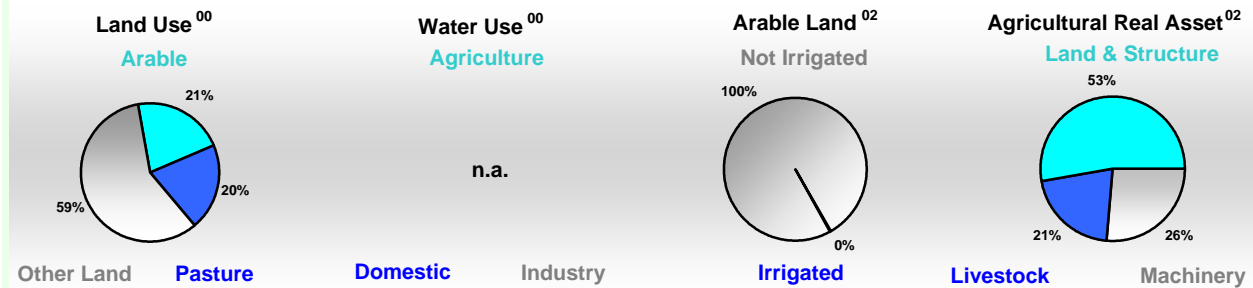 Land Use 00
Arable
21%
20%
59%
Other Land
Pasture
Water Use 00
Agriculture
n.a.
Domestic
Industry
Arable Land 02
Not Irrigated
100%
0%
Irrigated
Agricultural Real Asset 02
Land & Structure
53%
21%
26%
Livestock
Machinery